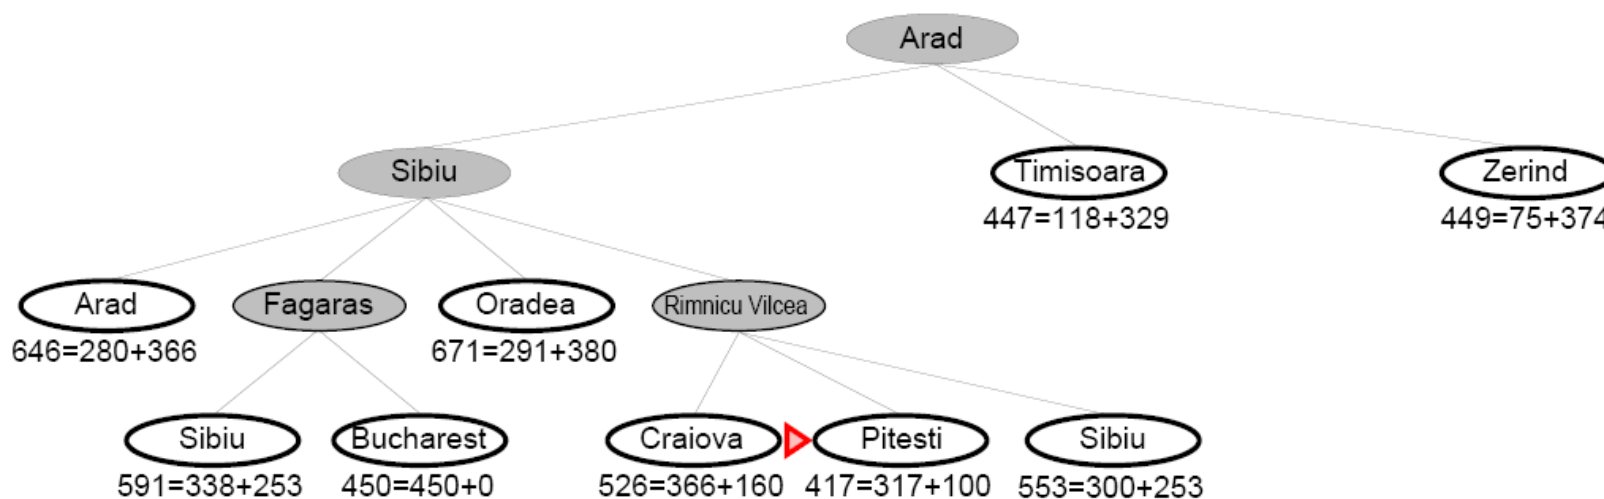 Arad
Sibiu
Timisoara
Zerind
447=118+329
449=75+374
Arad
Fagaras
Oradea
Rimnicu Vilcea
646=280+366
671=291+380
Sibiu
Bucharest
Craiova
Pitesti
Sibiu
591=338+253
450=450+0
526=366+160
417=317+100
553=300+253